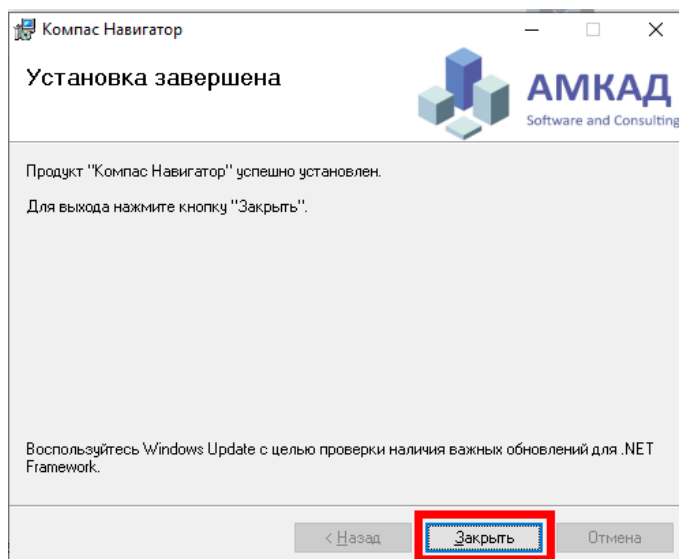 Компас Навигатор
Установка завершена
АМКАД
Software and Consulting
Продукт "Компас Навигатор" успешно установлен.
Для выхода нажмите кнопку "Закрыть".
Воспользуйтесь Windows Update с целью проверки наличия важных обновлений для .NET
Framework.
< Назад
Закрыть
Отмена